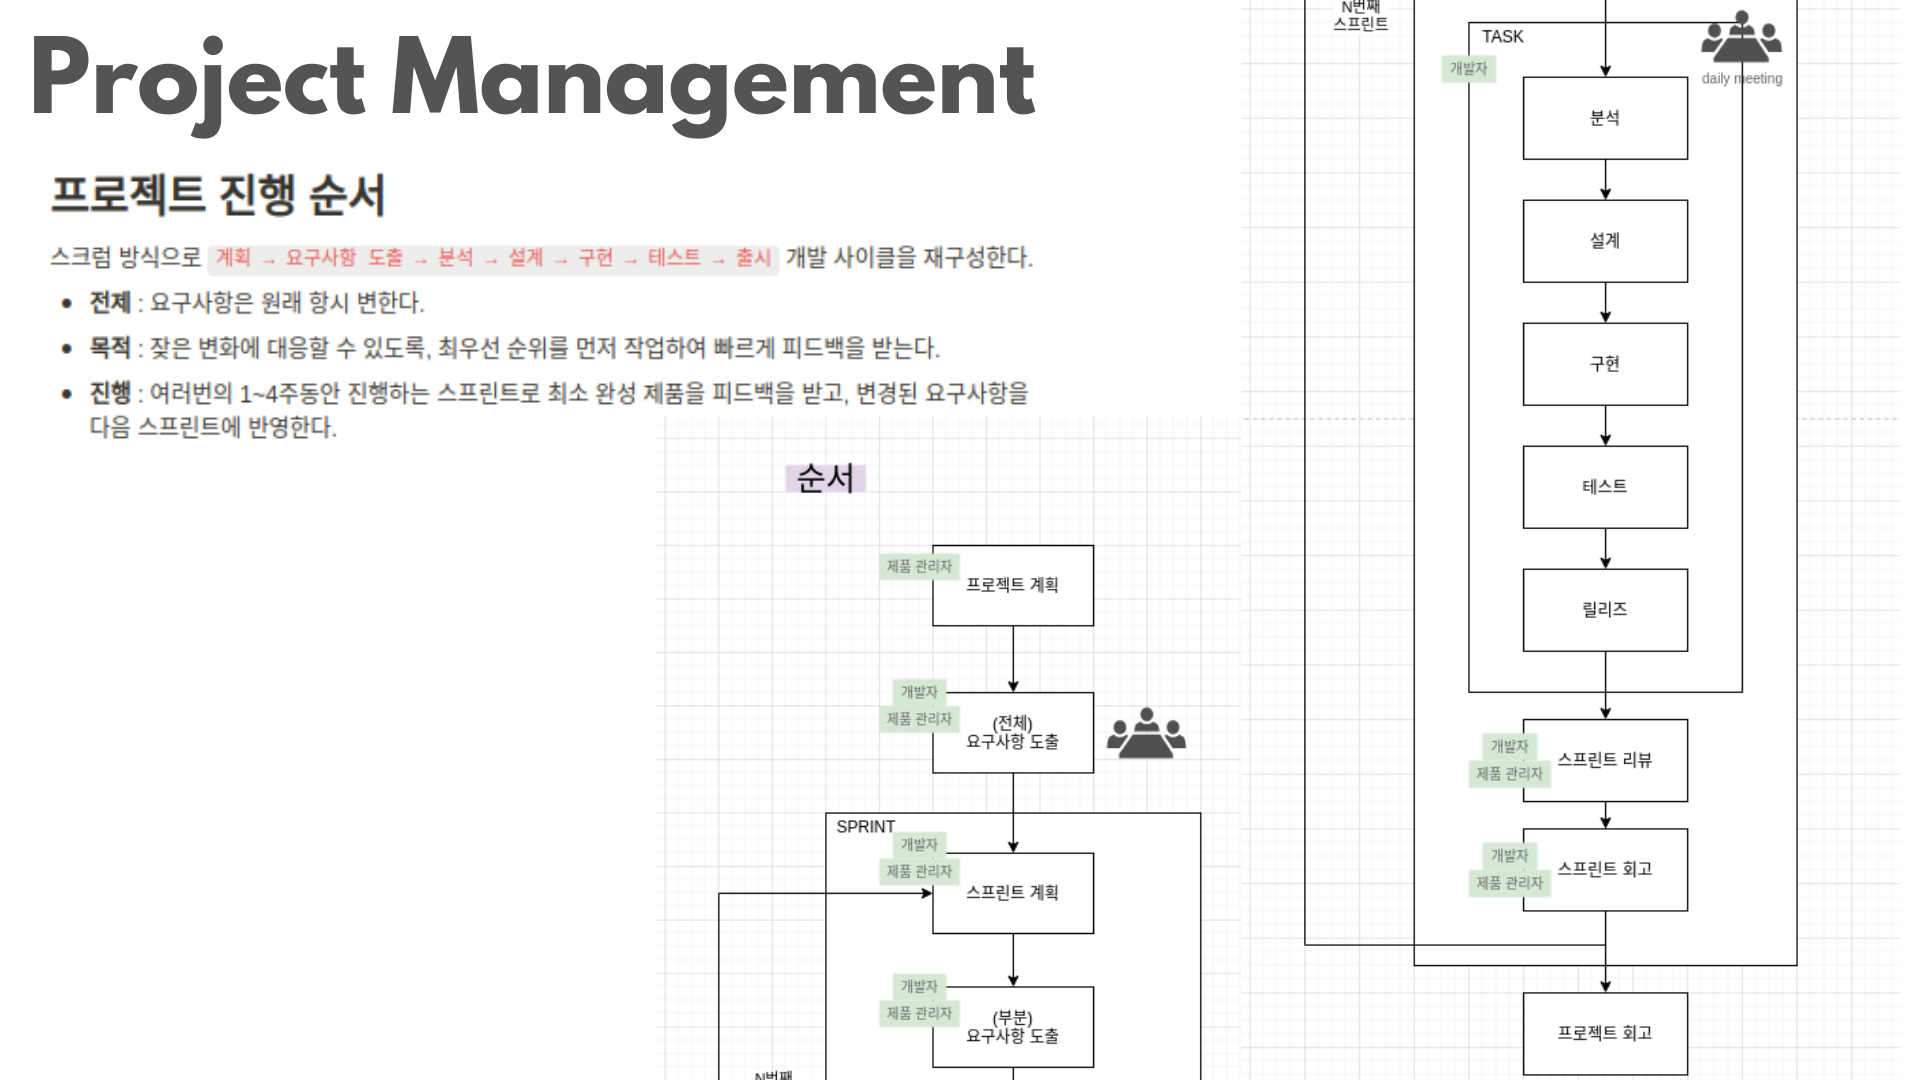 Project Management
프로젝트 진행 순서
스크럼 방식으로 계획 → 요구사항 도출 → 분석 → 설계 → 구현 → 테스트 → 출시 개발 사이클을 재구성한다.
• 전제 : 요구사항은 원래 항시 변한다.
• 목적 : 잦은 변화에 대응할 수 있도록, 최우선 순위를 먼저 작업하여 빠르게 피드백을 받는다.
• 진행 : 여러번의 1~4주동안 진행하는 스프린트로 최소 완성 제품을 피드백을 받고, 변경된 요구사항을
다음 스프린트에 반영한다.
순서
제품 관리자
프로젝트 계획
개발자
제품 관리자
(전체)
요구사항 도출
SPRINT
개발자
제품 관리자
스프린트 계획
개발자
제품 관리자
(부분)
요구사항 도출
N번째
N번째
스프린트
TASK
개발자
daily meeting
분석
설계
구현
테스트
릴리즈
개발자
제품 관리자
스프린트 리뷰
개발자
제품 관리자
스프린트 회고
프로젝트 회고